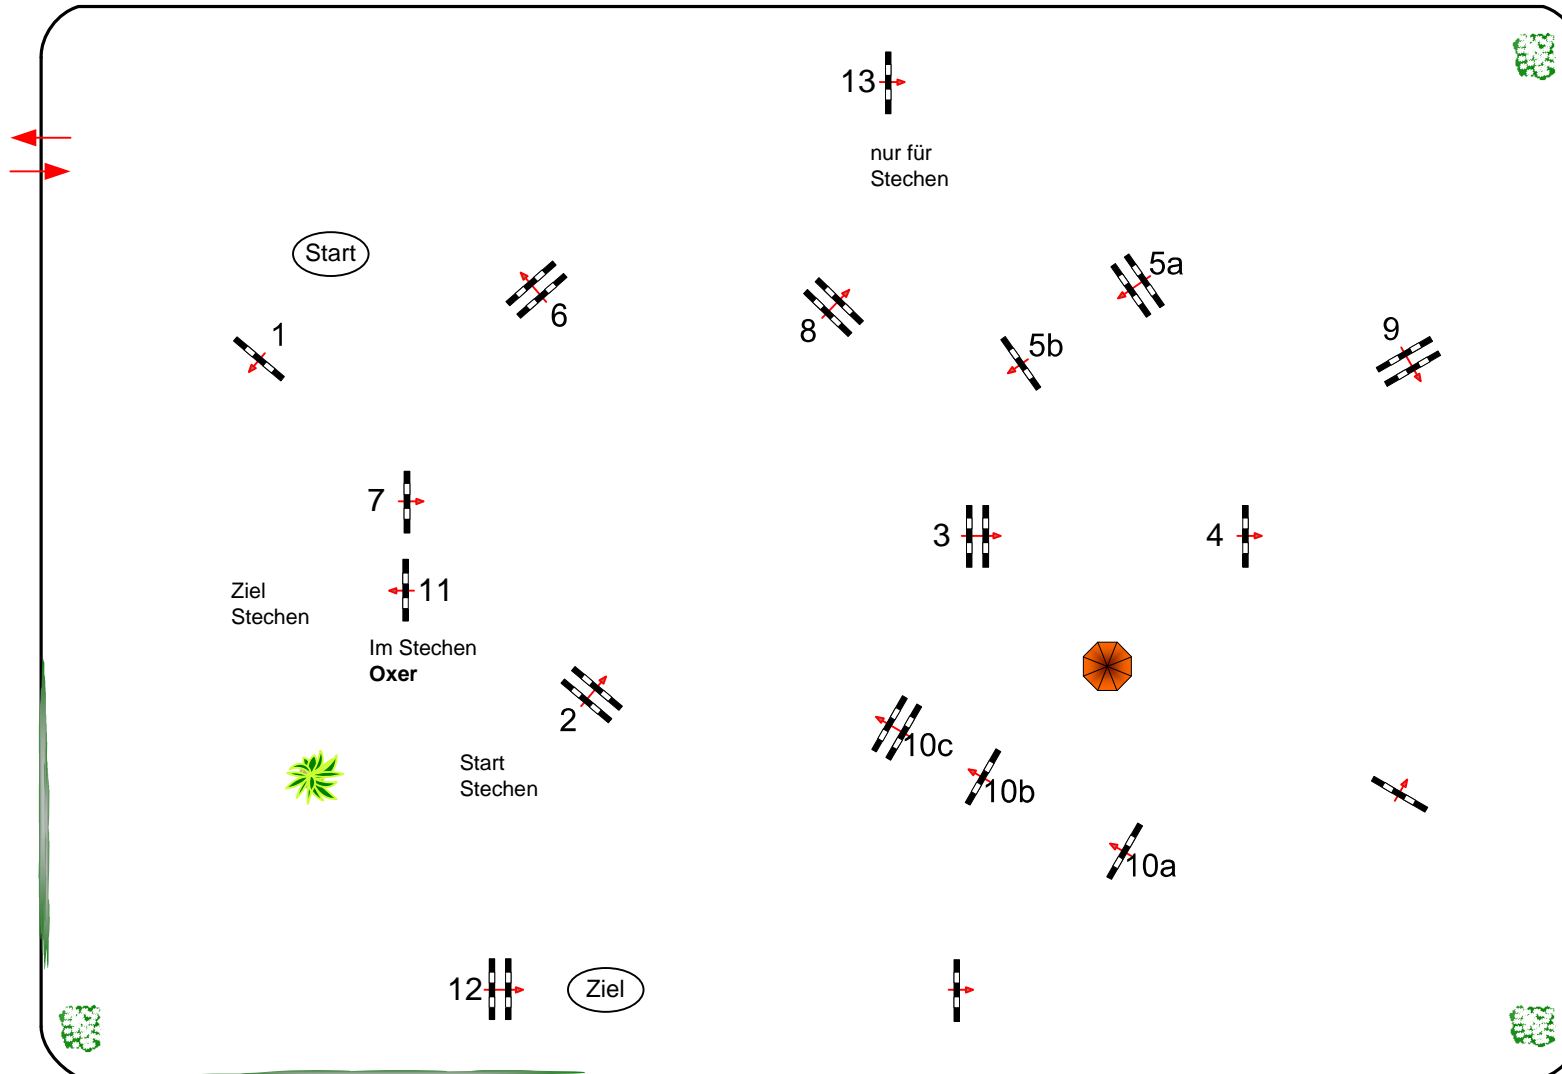 13
nur für
Stechen
Start
5a
6
8
1
5b
9
7
3
4
11
Ziel
Stechen
Im Stechen
Oxer
2
10c
Start
Stechen
10b
10a
12
Ziel